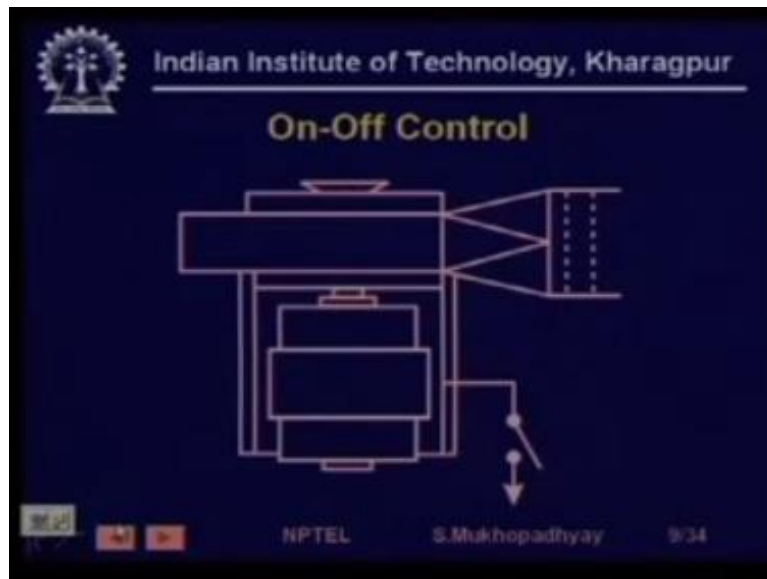 Indian Institute of Technology, Kharagpur
On-Off Control
NPTEL S.Mukhopadhyay 9/34